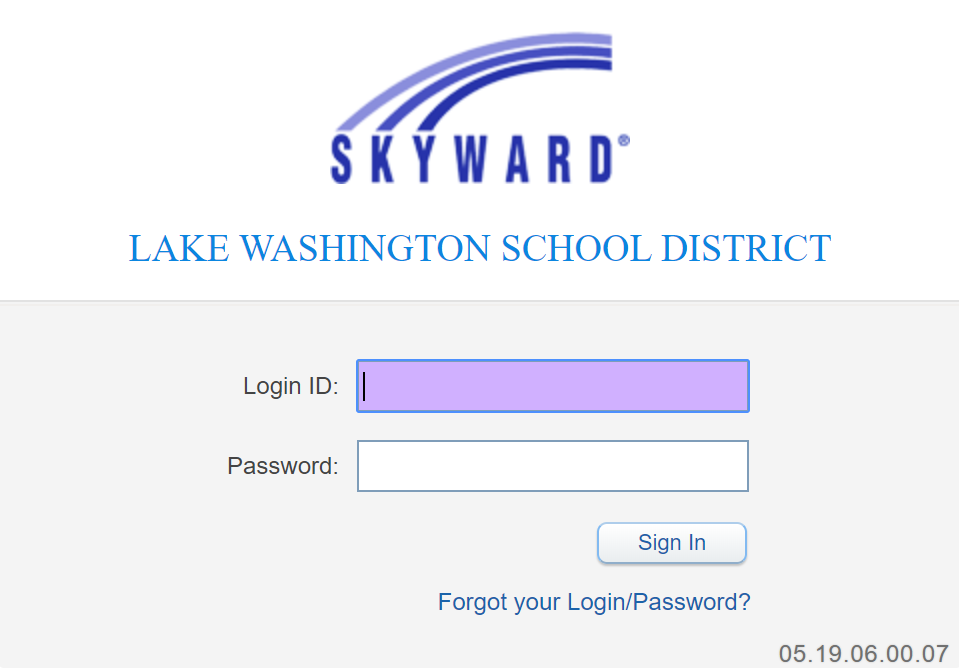 SKYWARD®
LAKE WASHINGTON SCHOOL DISTRICT
Login ID:
Password:
Sign In
Forgot your Login/Password?
05.19.06.00.07